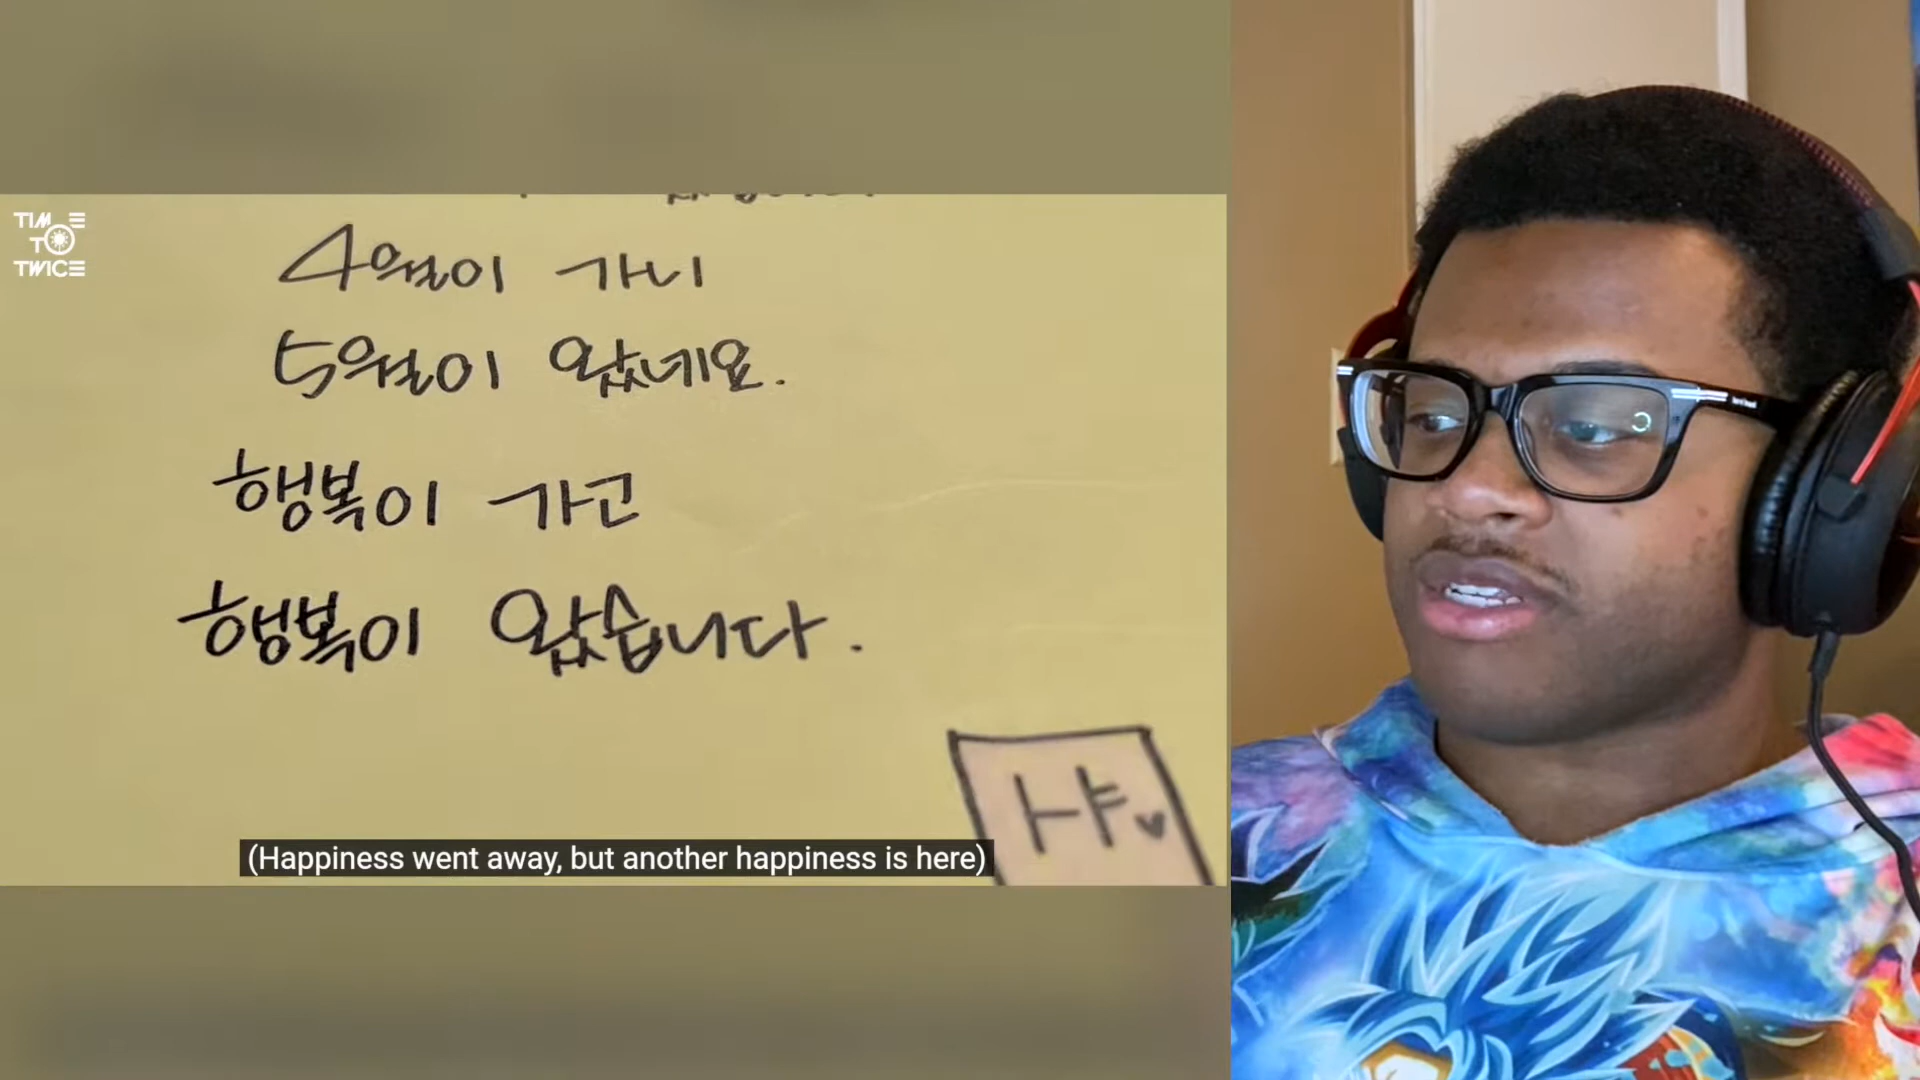 TIME
TO
TWICE
4월이 가니
5월이 왔네요.
행복이 가고
행복이 왔습니다.
샤
(Happiness went away, but another happiness is here)